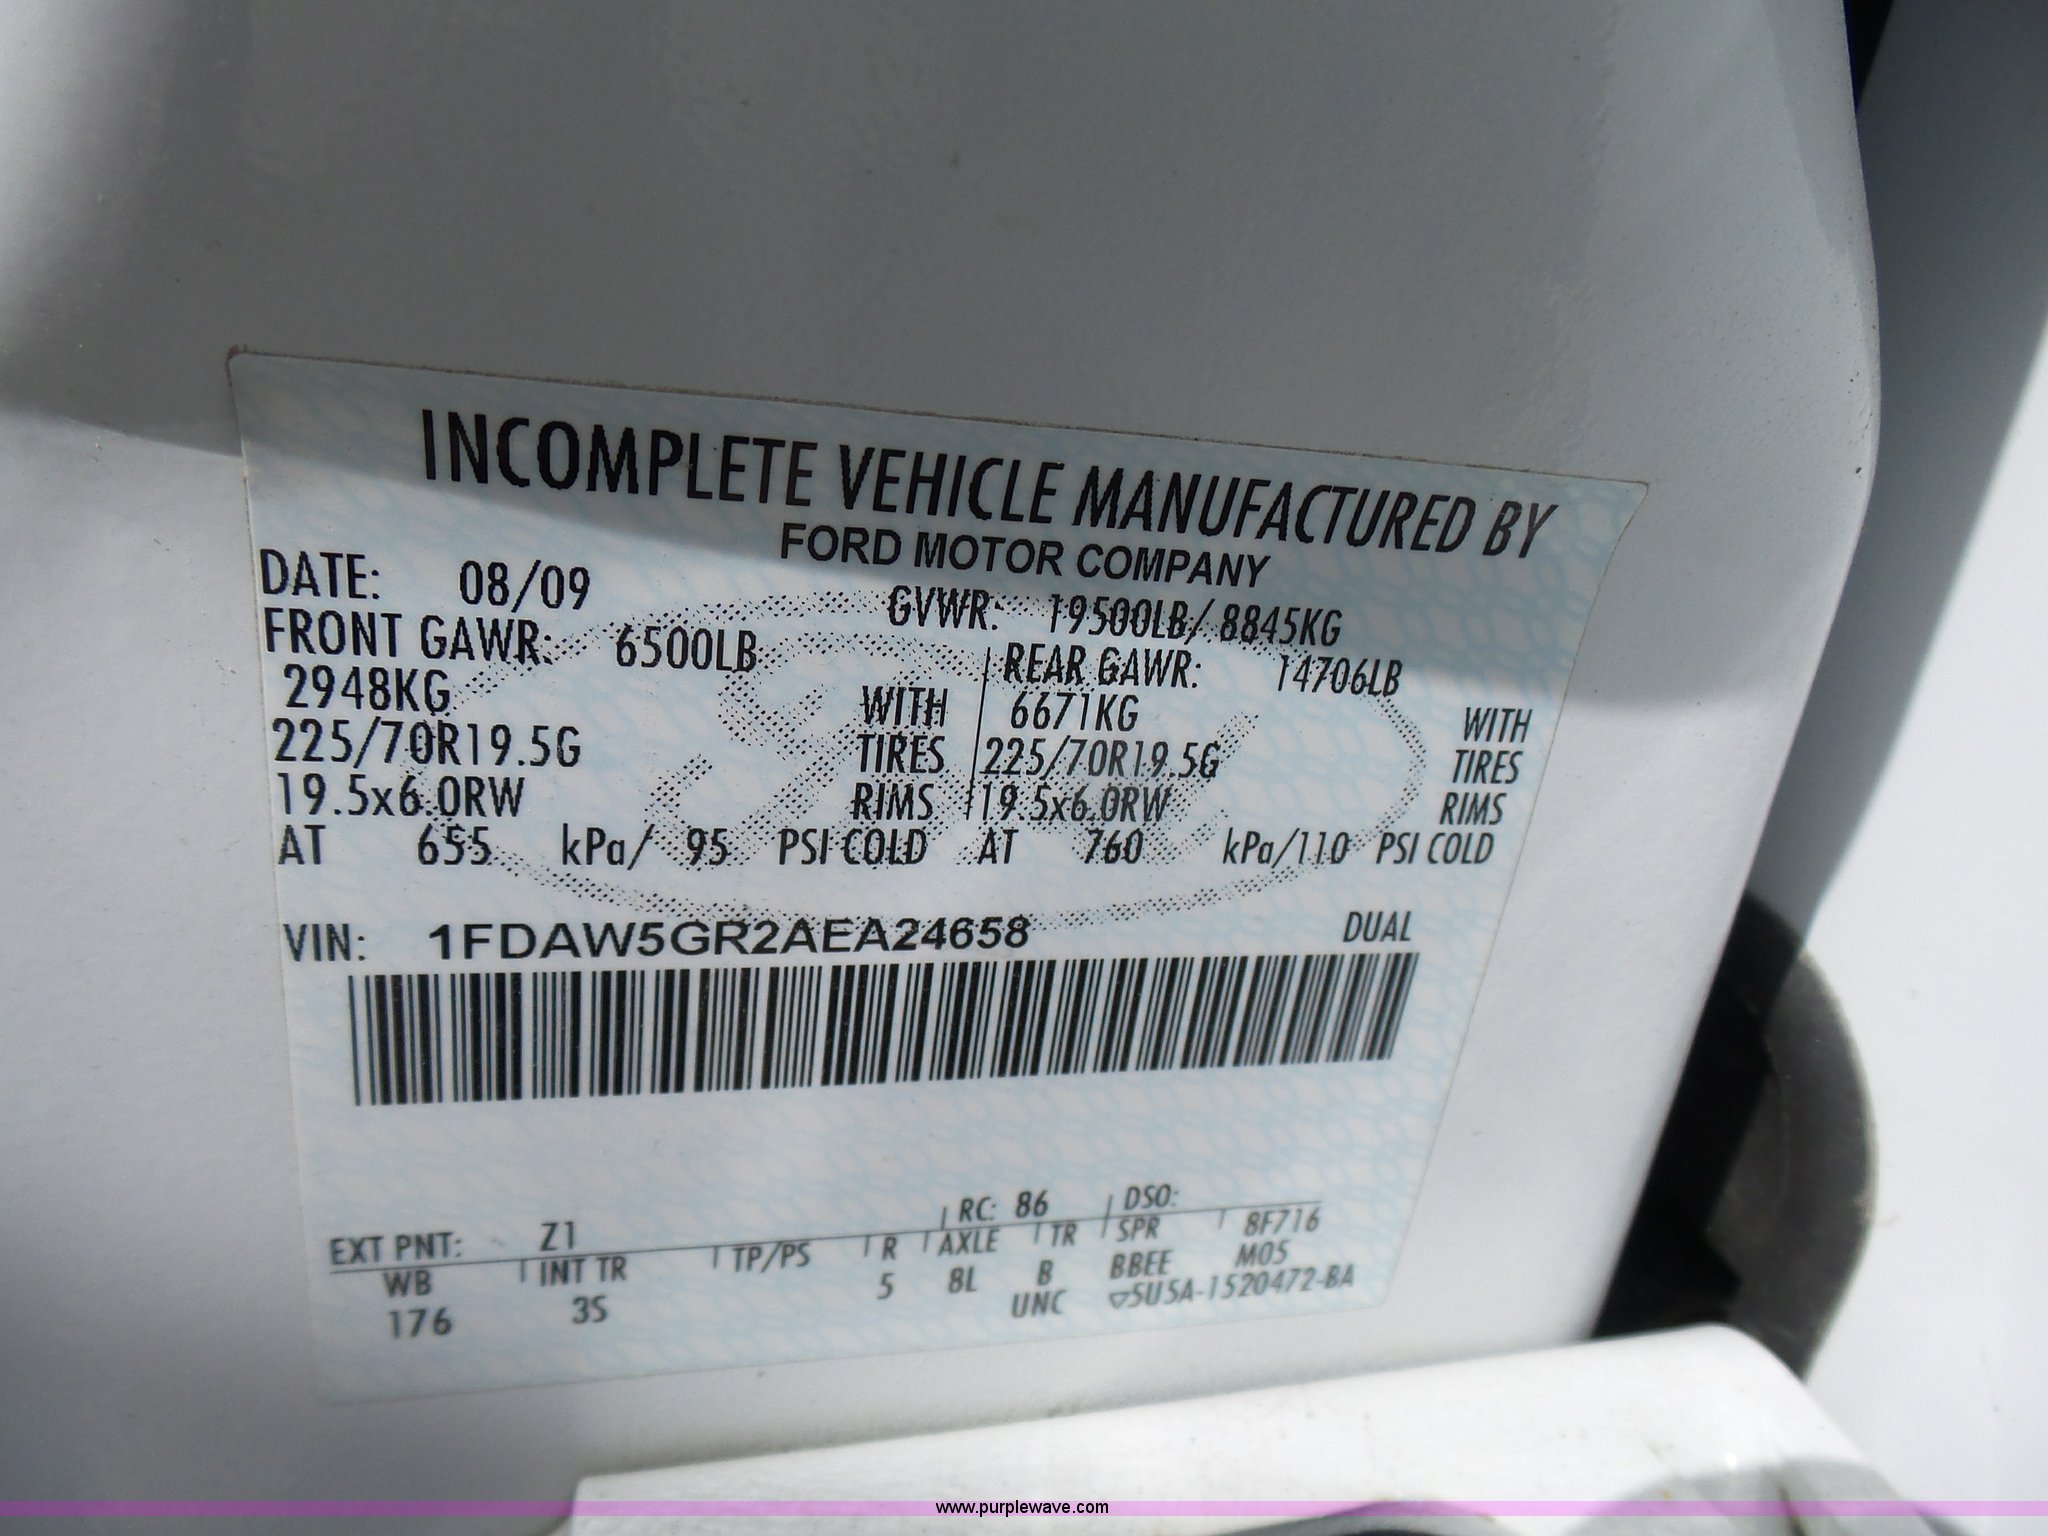 INCOMPLETE VEHICLE MANUFACTURED BY
FORD MOTOR COMPANY
DATE: 08/09 GVWR: 19500LB/ 8845KG
FRONT GAWR: 6500LB REAR GAWR: 14706LB
2948KG WITH 6671KG WITH
225/70R19.5G TIRES 225/70R19.5G TIRES
19.5x6.0RW RIMS 19.5x6.0RW RIMS
AT 655 kPa/ 95 PSI COLD AT 760 kPa/110 PSI COLD
VIN: 1FDAW5GR2AEA24658 DUAL
EXT PNT: Z1 RC: 86 DSO:
WB INT TR TP/PS R AXLE TR SPR 8F716
176 3S 5 8L B BBEE M05
UNC ▽5U5A-1520472-BA
www.purplewave.com